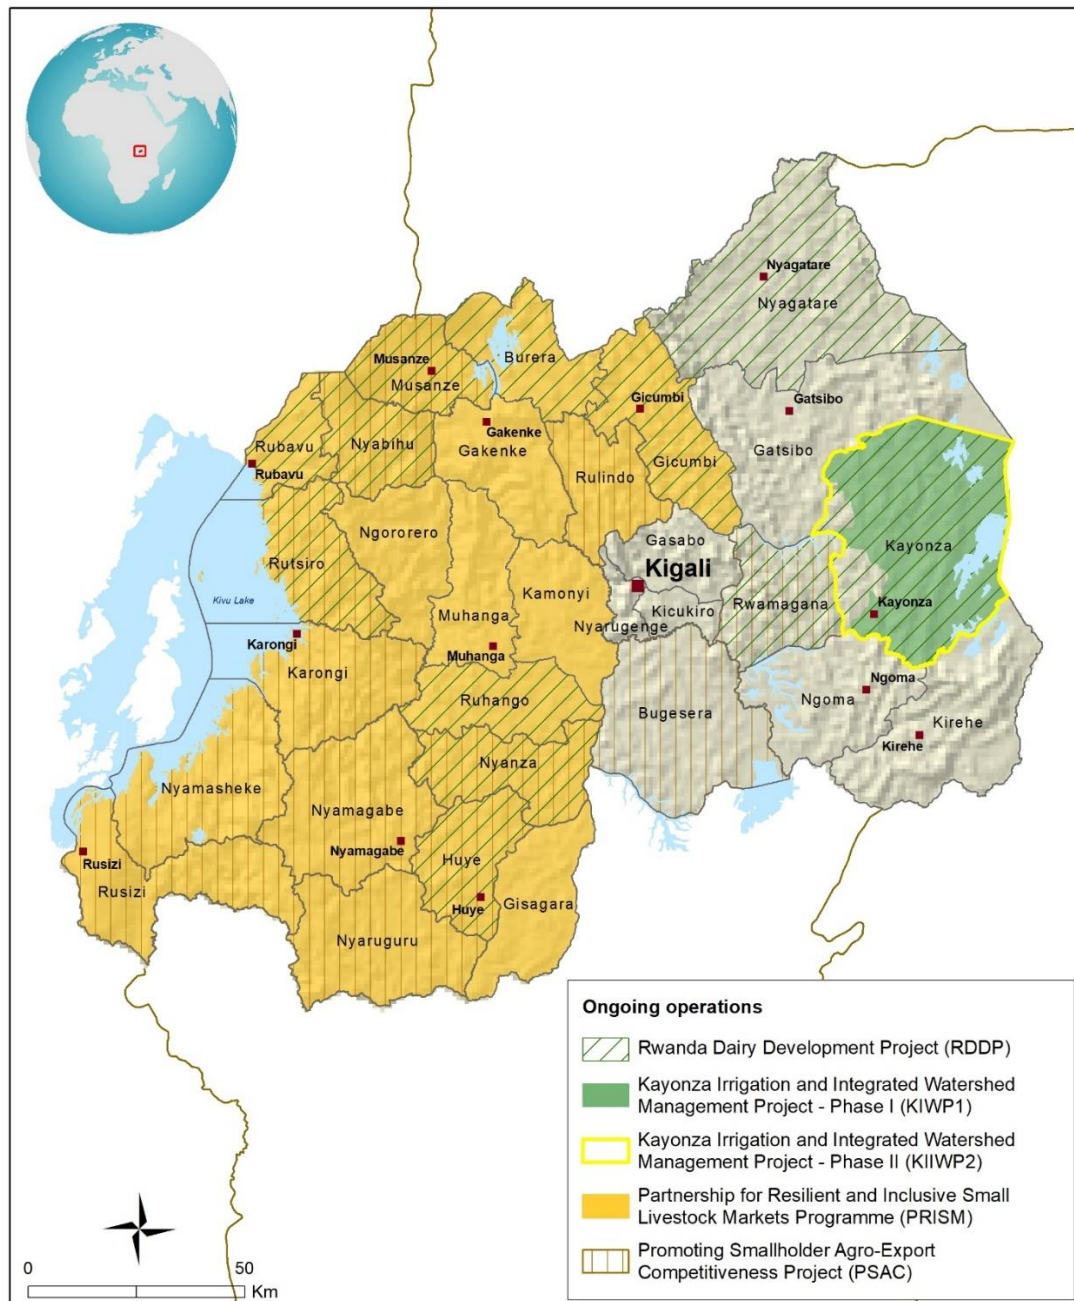 Nyagatare
Nyagatare
Musanze
Musanze
Burera
Gicumbi
Gatsibo
Gakenke
Gakenke
Rubavu
Rubavu
Nyabihu
Rulindo
Gicumbi
Gatsibo
Ngororero
Gasabo
Kayonza
Rutsiro
Kigali
Kivu Lake
Kamonyi
Rwamagana
Muhanga
Kicukiro
Kayonza
Nyarugenge
Karongi
Muhanga
Karongi
Ruhango
Ngoma
Ngoma
Bugesera
Kirehe
Kirehe
Nyanza
Nyamasheke
Nyamagabe
Nyamagabe
Rusizi
Huye
Rusizi
Huye
Gisagara
Nyaruguru
Ongoing operations
Rwanda Dairy Development Project (RDDP)
Kayonza Irrigation and Integrated Watershed
Management Project - Phase I (KIWP1)
Kayonza Irrigation and Integrated Watershed
Management Project - Phase II (KIIWP2)
Partnership for Resilient and Inclusive Small
Livestock Markets Programme (PRISM)
Promoting Smallholder Agro-Export
Competitiveness Project (PSAC)
0 50
Km